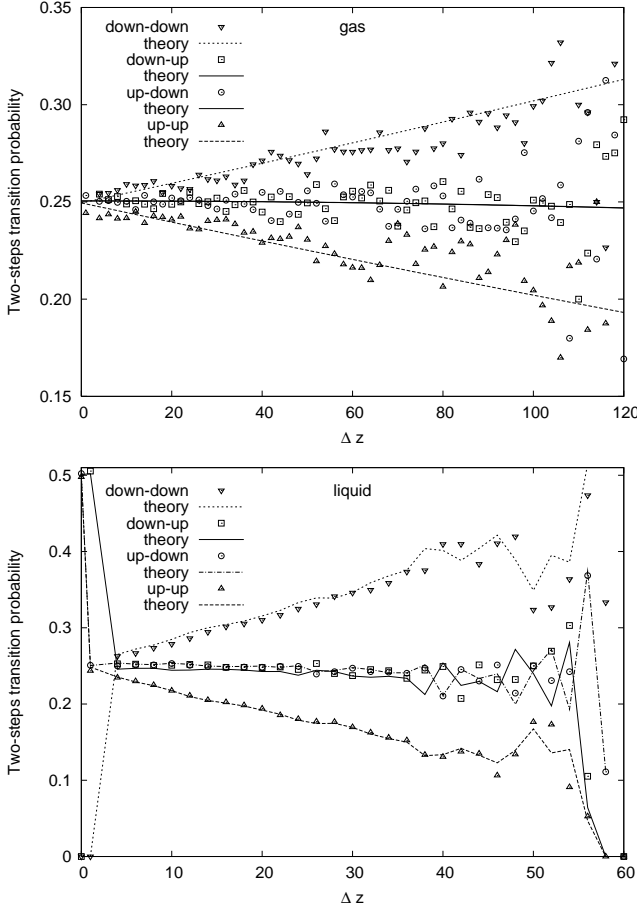 0.35
0.30
0.25
0.20
0.15
Two-steps transition probability
gas
down-down
theory
down-up
theory
up-down
theory
up-up
theory
0 20 40 60 80 100 120
Δ z
0.5
0.4
0.3
0.2
0.1
0
Two-steps transition probability
liquid
down-down
theory
down-up
theory
up-down
theory
up-up
theory
0 10 20 30 40 50 60
Δ z